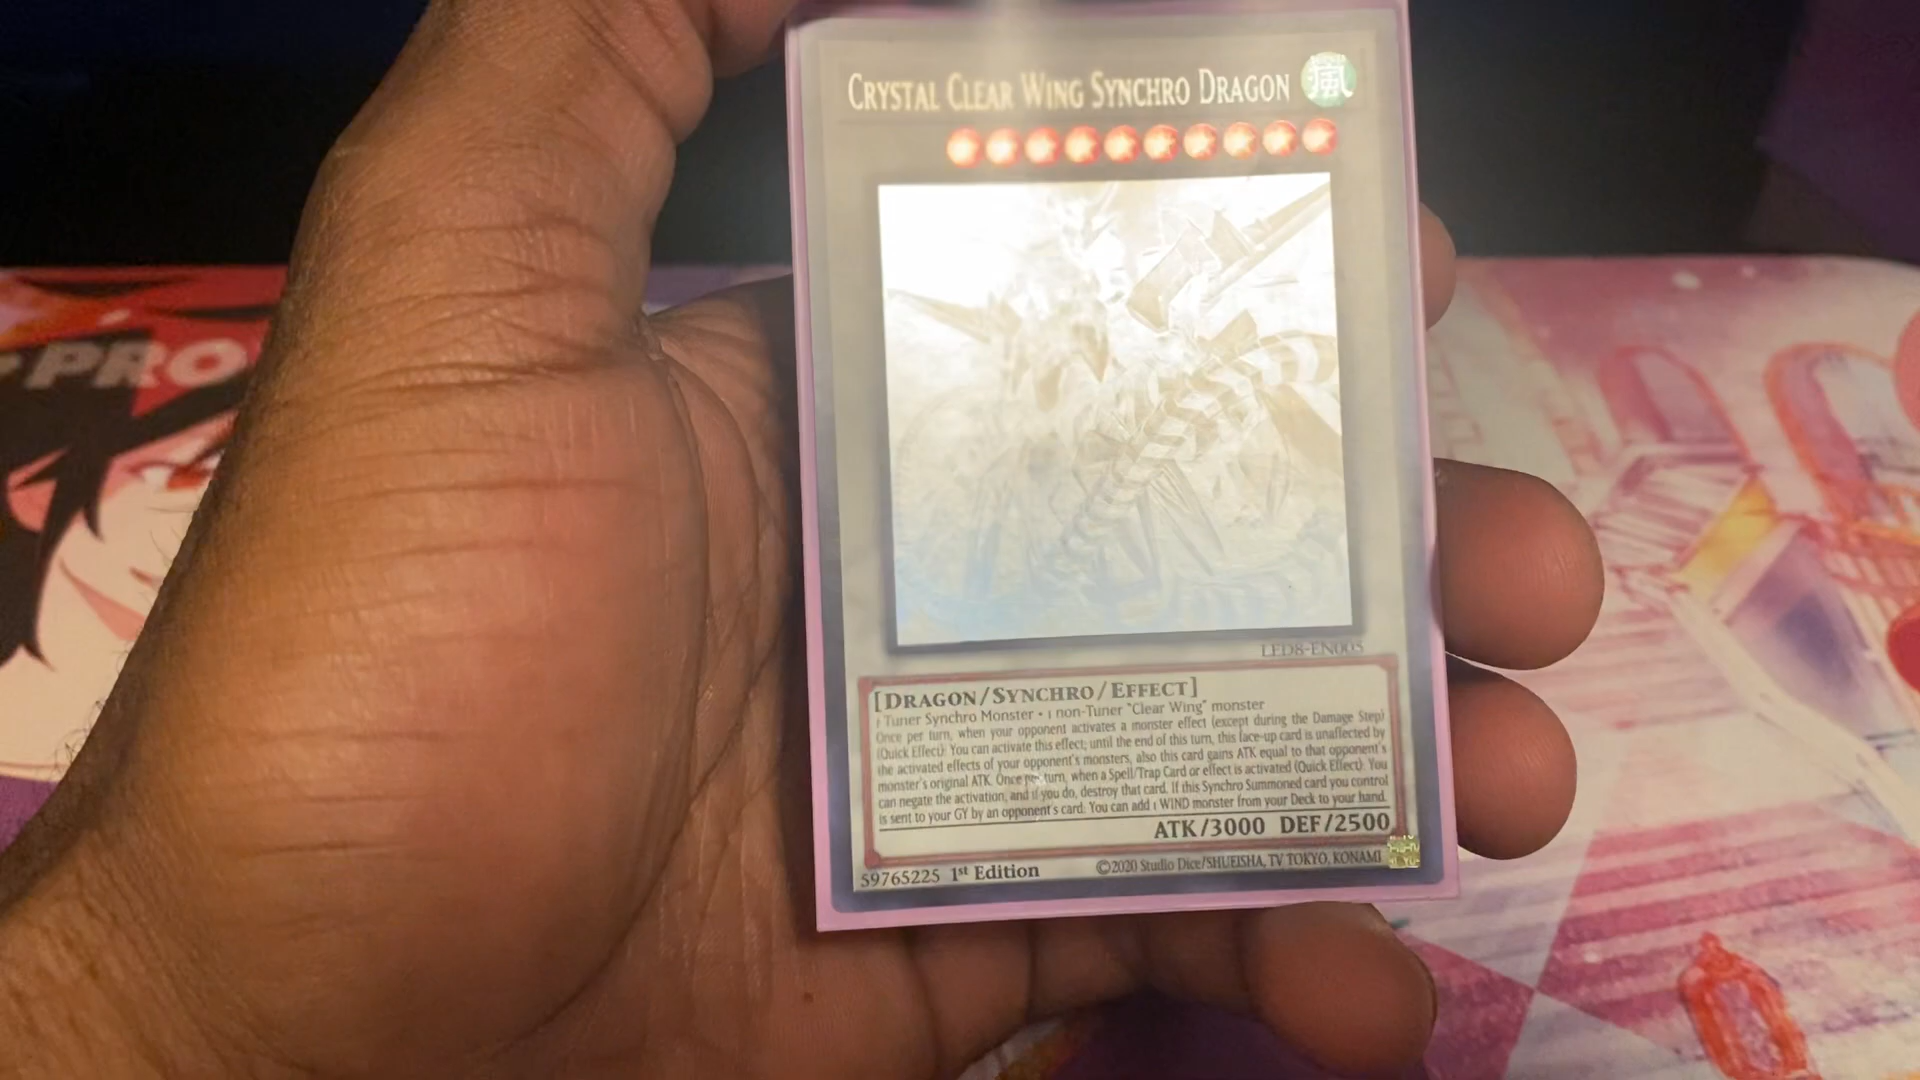 CRYSTAL CLEAR WING SYNCHRO DRAGON
PRO
LED8-EN005
[DRAGON/SYNCHRO/EFFECT]
1 Tuner Synchro Monster + 1 non-Tuner "Clear Wing" monster
Once per turn, when your opponent activates a monster effect (except during the Damage Step)
(Quick Effect): You can activate this effect; until the end of this turn, this face-up card is unaffected by
the activated effects of your opponent's monsters, also this card gains ATK equal to that opponent's
monster's original ATK. Once per turn, when a Spell/Trap Card or effect is activated (Quick Effect): You
can negate the activation, and if you do, destroy that card. If this Synchro Summoned card you control
is sent to your GY by an opponent's card: You can add 1 WIND monster from your Deck to your hand.
ATK/3000 DEF/2500
59765225 1st Edition ©2020 Studio Dice/SHUEISHA, TV TOKYO, KONAMI